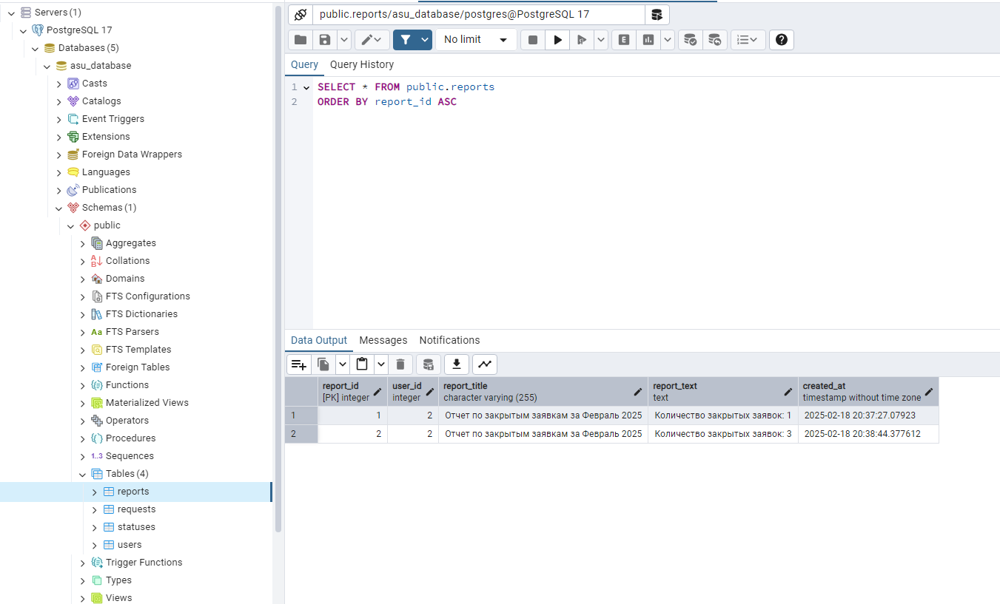 Servers (1)
PostgreSQL 17
Databases (5)
asu_database
Casts
Catalogs
Event Triggers
Extensions
Foreign Data Wrappers
Languages
Publications
Schemas (1)
public
Aggregates
Collations
Domains
FTS Configurations
FTS Dictionaries
Aa FTS Parsers
FTS Templates
Foreign Tables
Functions
Materialized Views
Operators
Procedures
1..3 Sequences
Tables (4)
reports
requests
statuses
users
Trigger Functions
Types
Views
public.reports/asu_database/postgres@PostgreSQL 17
No limit
E
Query Query History
1 SELECT * FROM public.reports
2 ORDER BY report_id ASC
Data Output Messages Notifications
report_id user_id report_title report_text created_at
[PK] integer integer character varying (255) text timestamp without time zone
1 1 2 Отчет по закрытым заявкам за Февраль 2025 Количество закрытых заявок: 1 2025-02-18 20:37:27.07923
2 2 2 Отчет по закрытым заявкам за Февраль 2025 Количество закрытых заявок: 3 2025-02-18 20:38:44.377612